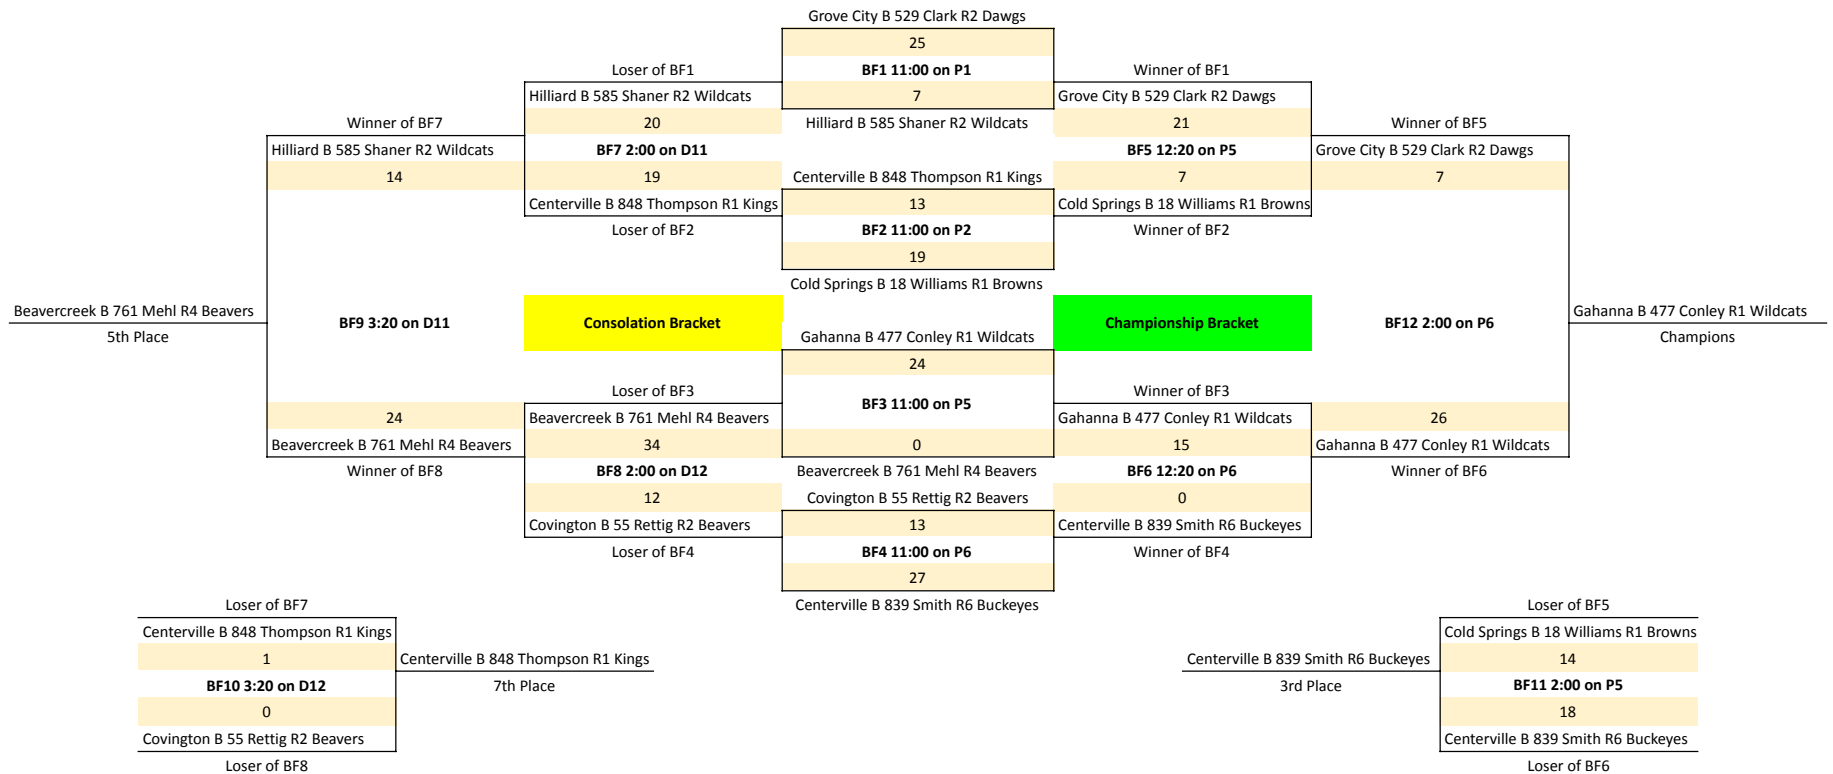 Grove City B 529 Clark R2 Dawgs
25
Loser of BF1
BF1 11:00 on P1
Winner of BF1
Hilliard B 585 Shaner R2 Wildcats
7
Grove City B 529 Clark R2 Dawgs
Winner of BF7
20
Hilliard B 585 Shaner R2 Wildcats
21
Winner of BF5
Hilliard B 585 Shaner R2 Wildcats
BF7 2:00 on D11
BF5 12:20 on P5
Grove City B 529 Clark R2 Dawgs
14
19
Centerville B 848 Thompson R1 Kings
7
7
Centerville B 848 Thompson R1 Kings
13
Cold Springs B 18 Williams R1 Browns
Loser of BF2
BF2 11:00 on P2
Winner of BF2
19
Cold Springs B 18 Williams R1 Browns
Beavercreek B 761 Mehl R4 Beavers
5th Place
BF9 3:20 on D11
Consolation Bracket
Championship Bracket
BF12 2:00 on P6
Gahanna B 477 Conley R1 Wildcats
Champions
Gahanna B 477 Conley R1 Wildcats
24
Loser of BF3
BF3 11:00 on P5
Winner of BF3
24
Beavercreek B 761 Mehl R4 Beavers
Gahanna B 477 Conley R1 Wildcats
26
Beavercreek B 761 Mehl R4 Beavers
34
0
15
Gahanna B 477 Conley R1 Wildcats
Winner of BF8
BF8 2:00 on D12
Beavercreek B 761 Mehl R4 Beavers
BF6 12:20 on P6
Winner of BF6
12
Covington B 55 Rettig R2 Beavers
0
Covington B 55 Rettig R2 Beavers
13
Centerville B 839 Smith R6 Buckeyes
Loser of BF4
BF4 11:00 on P6
Winner of BF4
27
Centerville B 839 Smith R6 Buckeyes
Loser of BF7
Centerville B 848 Thompson R1 Kings
1
Centerville B 848 Thompson R1 Kings
BF10 3:20 on D12
7th Place
0
Covington B 55 Rettig R2 Beavers
Loser of BF8
Loser of BF5
Cold Springs B 18 Williams R1 Browns
Centerville B 839 Smith R6 Buckeyes
14
3rd Place
BF11 2:00 on P5
18
Centerville B 839 Smith R6 Buckeyes
Loser of BF6